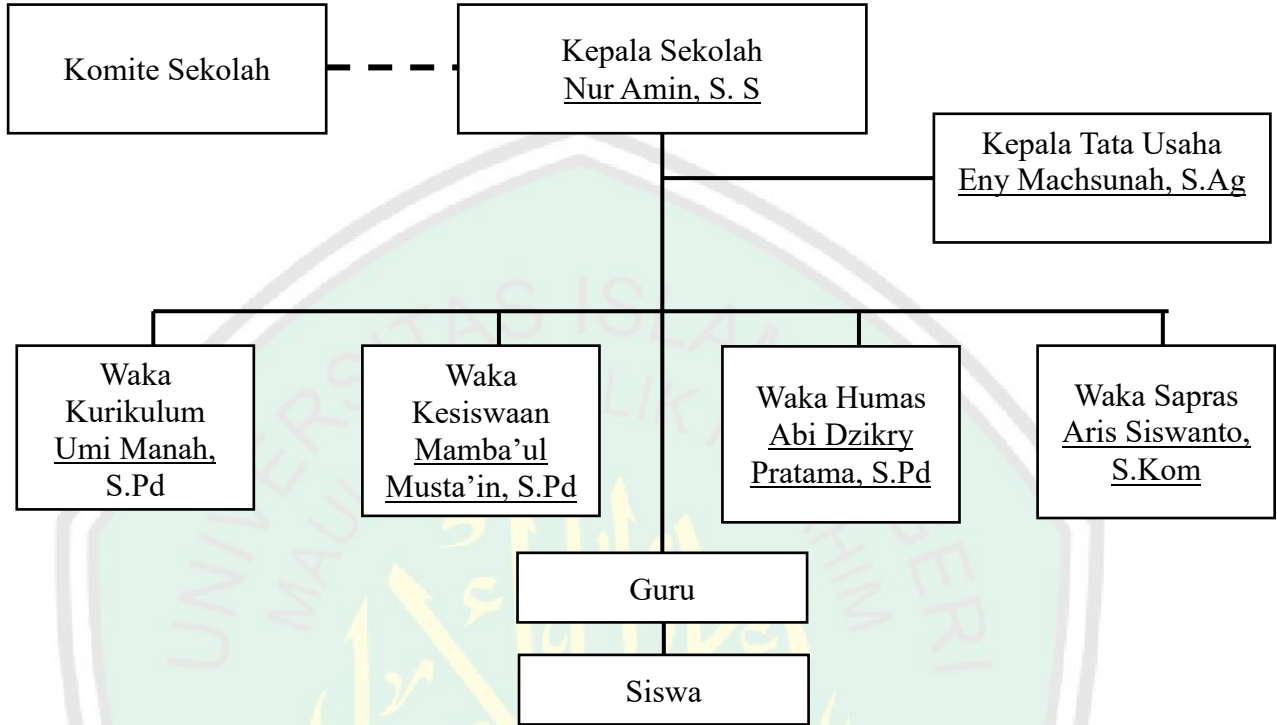 Komite Sekolah
Kepala Sekolah
Nur Amin, S. S
Kepala Tata Usaha
Eny Machsunah, S.Ag
Waka
Kurikulum
Umi Manah,
S.Pd
Waka
Kesiswaan
Mamba’ul
Musta’in, S.Pd
Waka Humas
Abi Dzikry
Pratama, S.Pd
Waka Sapras
Aris Siswanto,
S.Kom
Guru
Siswa